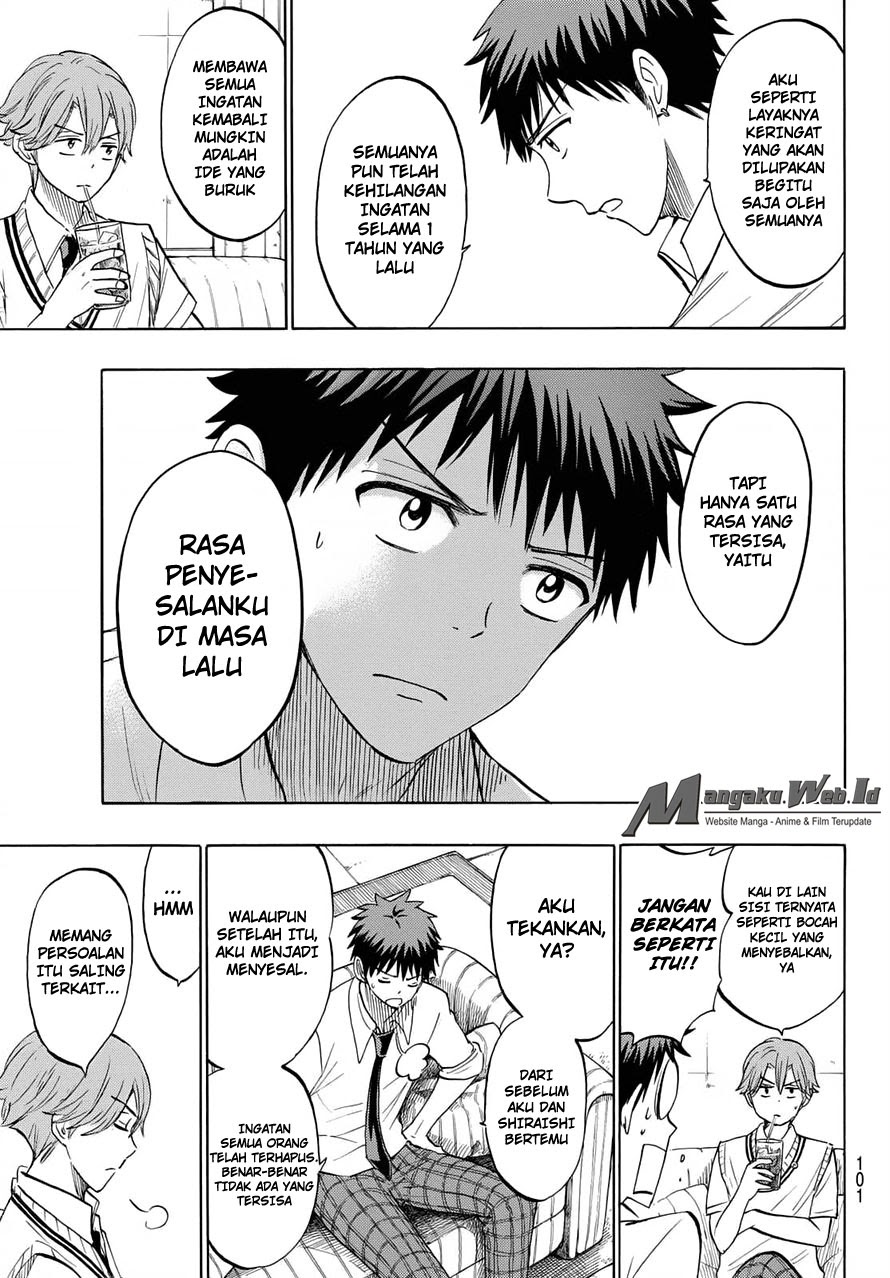 AKU
SEPERTI
LAYAKNYA
KERINGAT
YANG AKAN
DILUPAKAN
BEGITU
SAJA OLEH
SEMUANYA
SEMUANYA
PUN TELAH
KEHILANGAN
INGATAN
SELAMA 1
TAHUN YANG
LALU
MEMBAWA
SEMUA
INGATAN
KEMABALI
MUNGKIN
ADALAH
IDE YANG
BURUK
TAPI
HANYA SATU
RASA YANG
TERSISA,
YAITU
RASA
PENYE-
SALANKU
DI MASA
LALU
Mangaku.Web.Id
Website Manga - Anime & Film Terupdate
KAU DI LAIN
SISI TERNYATA
SEPERTI BOCAH
KECIL YANG
MENYEBALKAN,
YA
JANGAN
BERKATA
SEPERTI
ITU!!
AKU
TEKANKAN,
YA?
DARI
SEBELUM
AKU DAN
SHIRAISHI
BERTEMU
WALAUPUN
SETELAH ITU,
AKU MENJADI
MENYESAL.
INGATAN
SEMUA ORANG
TELAH TERHAPUS.
BENAR-BENAR
TIDAK ADA YANG
TERSISA
...
HMM
MEMANG
PERSOALAN
ITU SALING
TERKAIT...
101